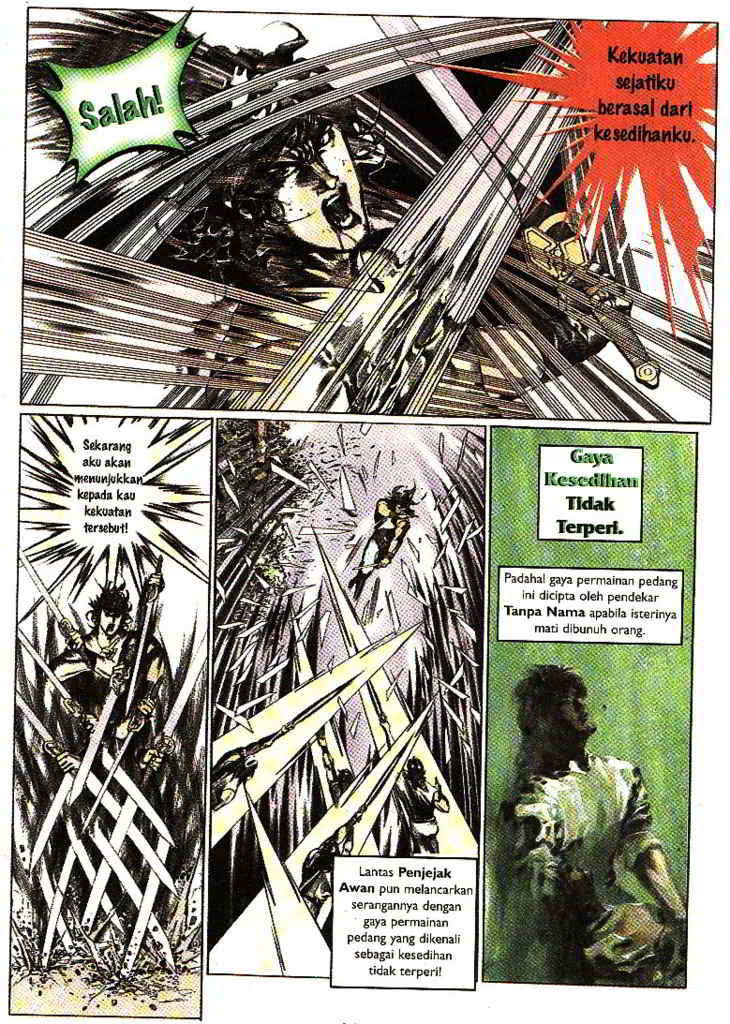 Salah!
Kekuatan
sejatiku
berasal dari
kesedihanku.
Sekarang
aku akan
menunjukkan
kepada kau
kekuatan
tersebut!
Lantas Penjejak
Awan pun melancarkan
serangannya dengan
gaya permainan
pedang yang dikenali
sebagai kesedihan
tidak terperi!
Gaya
Kesedihan
Tidak
Terperi.
Padahal gaya permainan pedang
ini dicipta oleh pendekar
Tanpa Nama apabila isterinya
mati dibunuh orang.